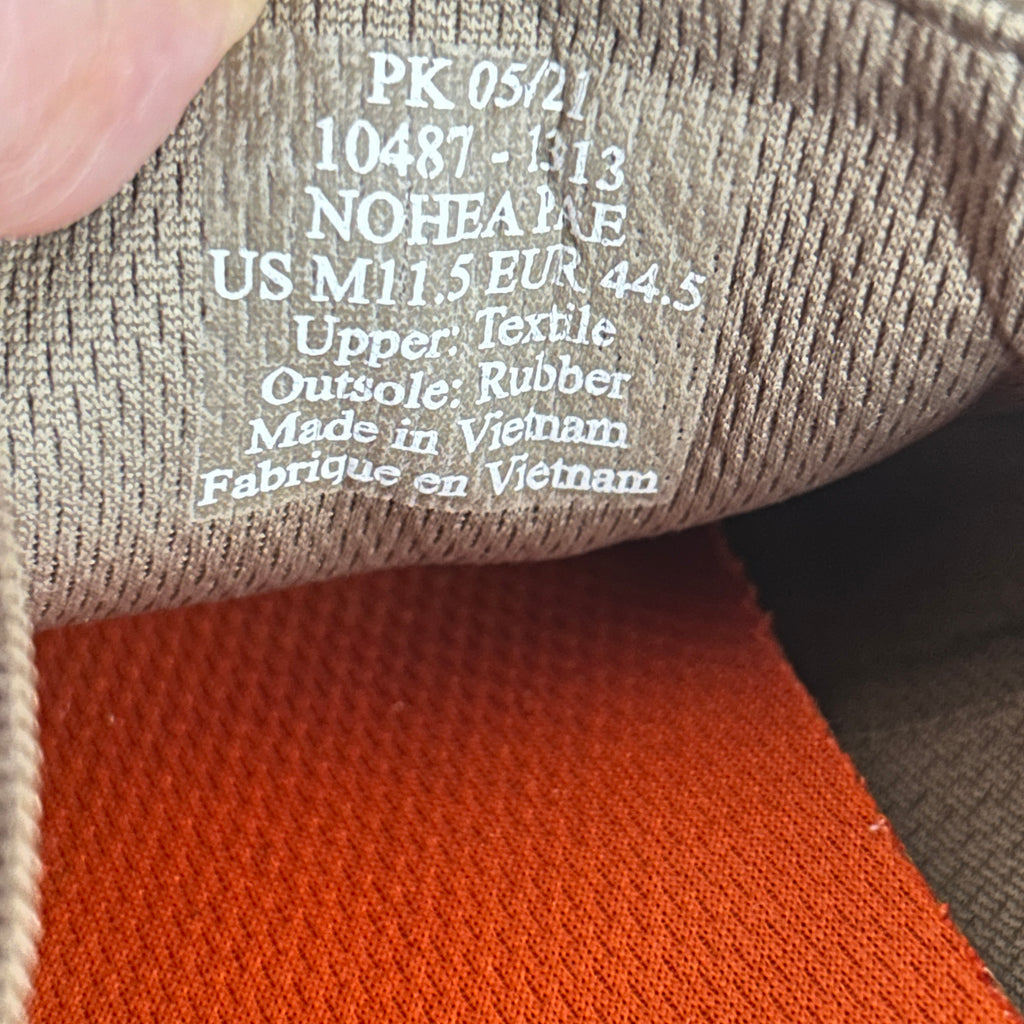 PK 05/21
10487 - 1313
NOHEA
US M11.5 EUR 44.5
Upper: Textile
Outsole: Rubber
Made in Vietnam
Fabrique en Vietnam